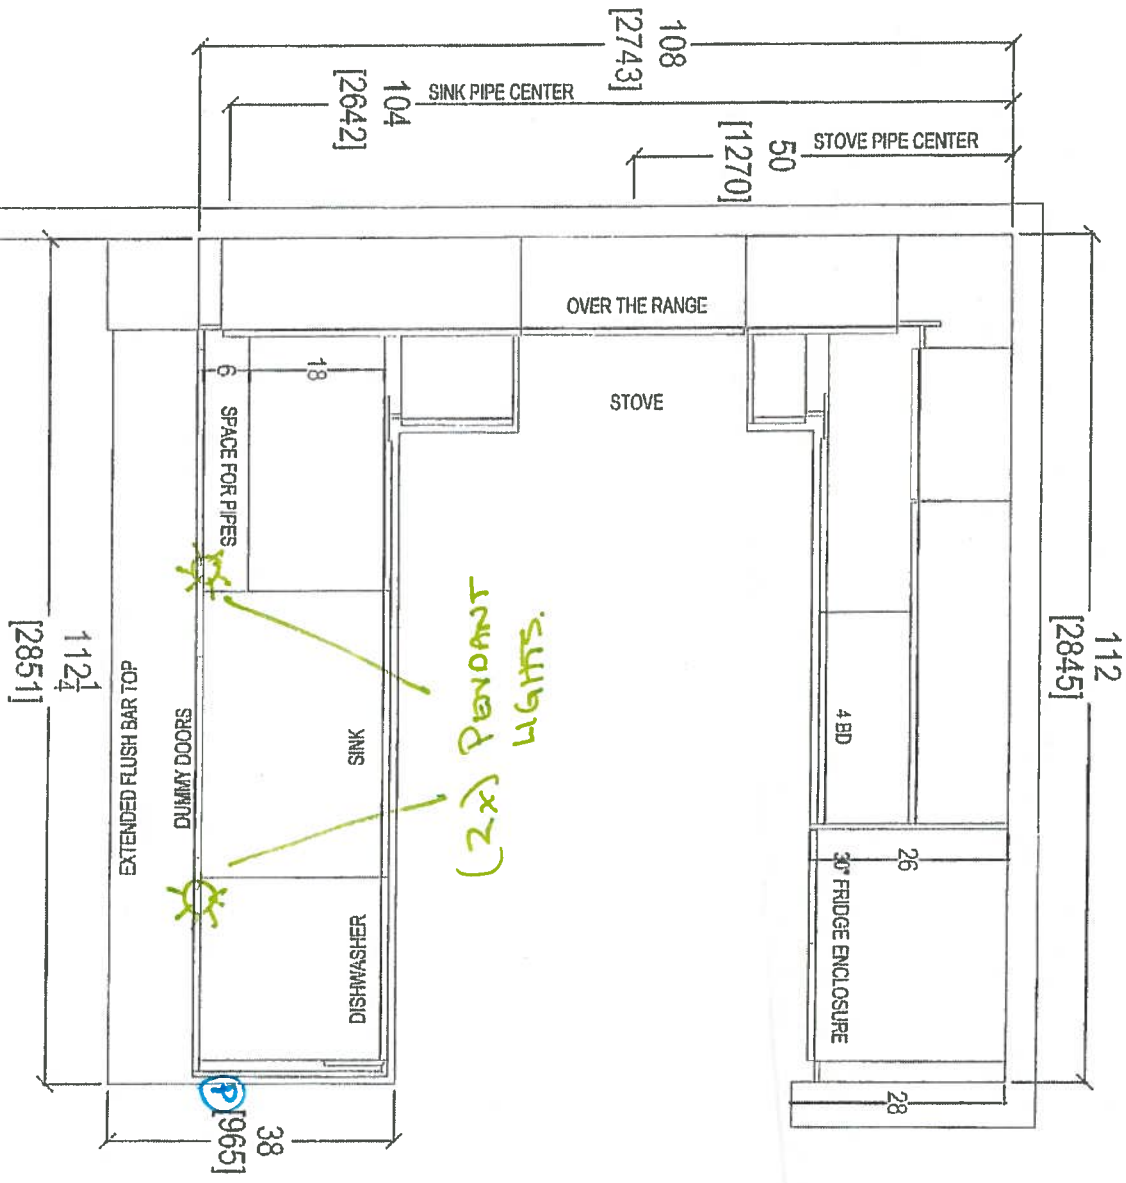 108
[2743]
SINK PIPE CENTER
104
[2642]
STOVE PIPE CENTER
50
[1270]
112
[2845]
OVER THE RANGE
STOVE
18
6
SPACE FOR PIPES
(2x) PENDANT
LIGHTS.
SINK
4 BD
DUMMY DOORS
EXTENDED FLUSH BAR TOP
112 1/4
[2851]
26
30" FRIDGE ENCLOSURE
DISHWASHER
28
P
38
[965]